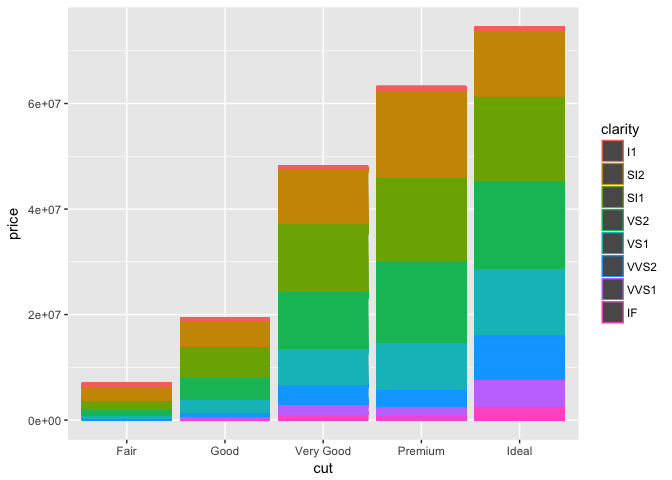 price
6e+07
4e+07
2e+07
0e+00
Fair Good Very Good Premium Ideal
cut
clarity
I1
SI2
SI1
VS2
VS1
VVS2
VVS1
IF